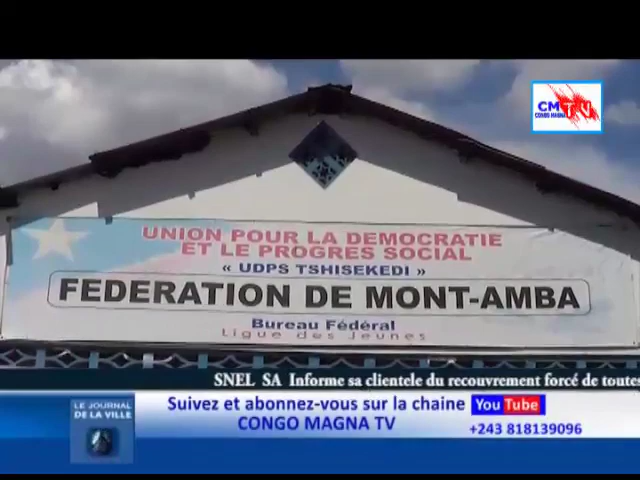 CMTV
CONGO MAGNA
UNION POUR LA DEMOCRATIE
ET LE PROGRES SOCIAL
« UDPS TSHISEKEDI »
FEDERATION DE MONT-AMBA
Bureau Fédéral
Ligue des Jeunes
SNEL SA Informe sa clientele du recouvrement forcé de toutes
LE JOURNAL
DE LA VILLE
Suivez et abonnez-vous sur la chaine YouTube
CONGO MAGNA TV
+243 818139096